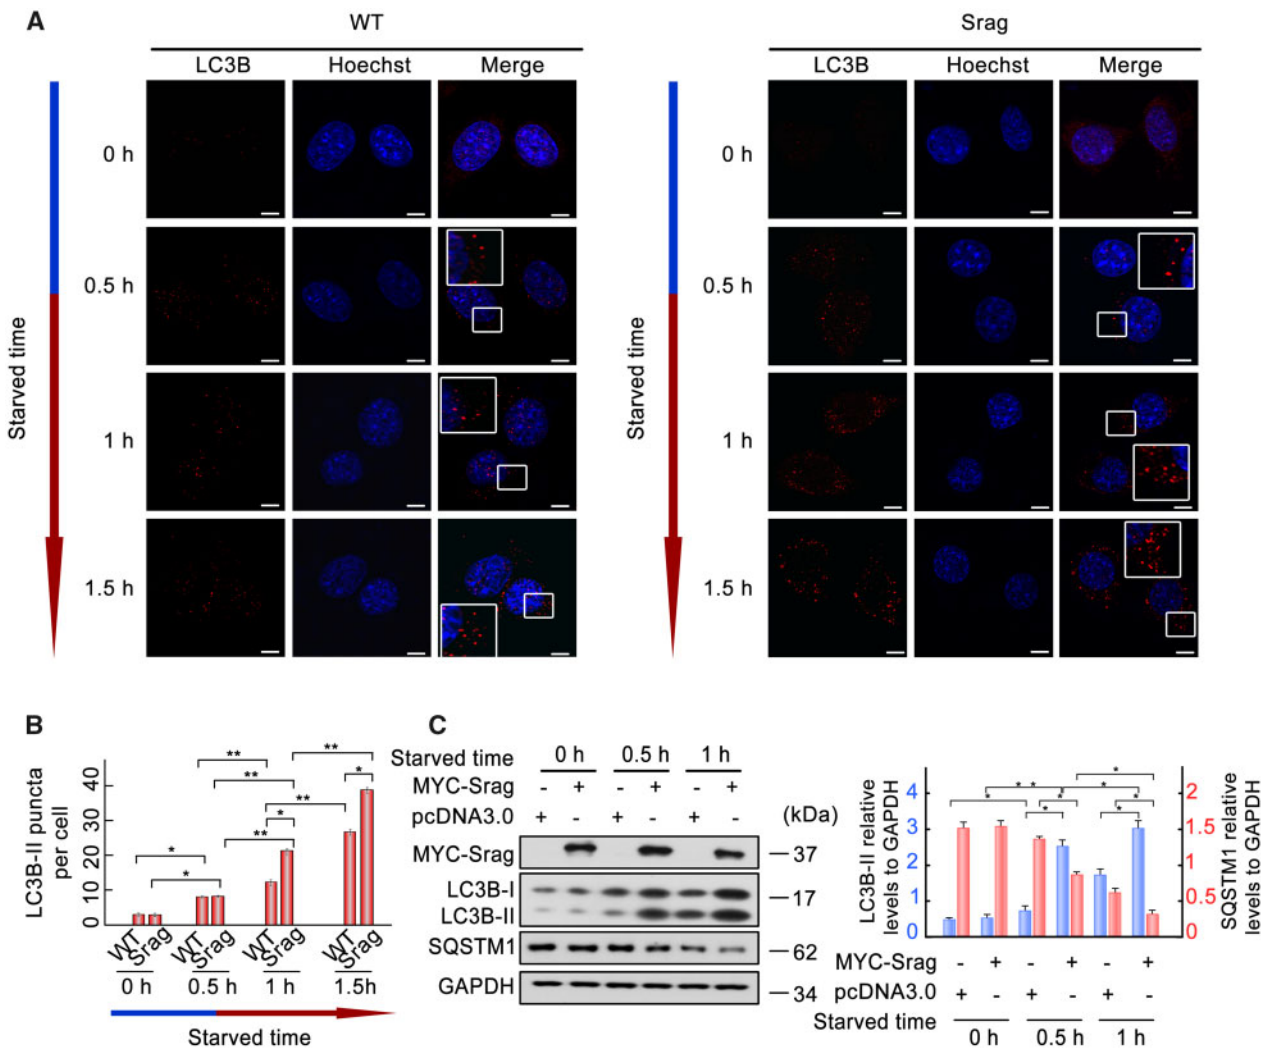 A
WT
Srag
LC3B Hoechst Merge
LC3B Hoechst Merge
0 h
0.5 h
1 h
1.5 h
Starved time
0 h
0.5 h
1 h
1.5 h
Starved time
B
LC3B-II puncta
per cell
40
30
20
10
0
** ** ** * ** * ** * *
WT Srag WT Srag WT Srag WT Srag
0 h 0.5 h 1 h 1.5h
Starved time
C
Starved time 0 h 0.5 h 1 h
MYC-Srag - + - + - +
pcDNA3.0 + - + - + -
(kDa)
MYC-Srag 37
LC3B-I 17
LC3B-II
SQSTM1 62
GAPDH 34
LC3B-II relative
levels to GAPDH
4
3
2
1
0
* * * * * * * * *
2
1.5
1
0.5
0
SQSTM1 relative
levels to GAPDH
MYC-Srag - + - + - +
pcDNA3.0 + - + - + -
Starved time 0 h 0.5 h 1 h